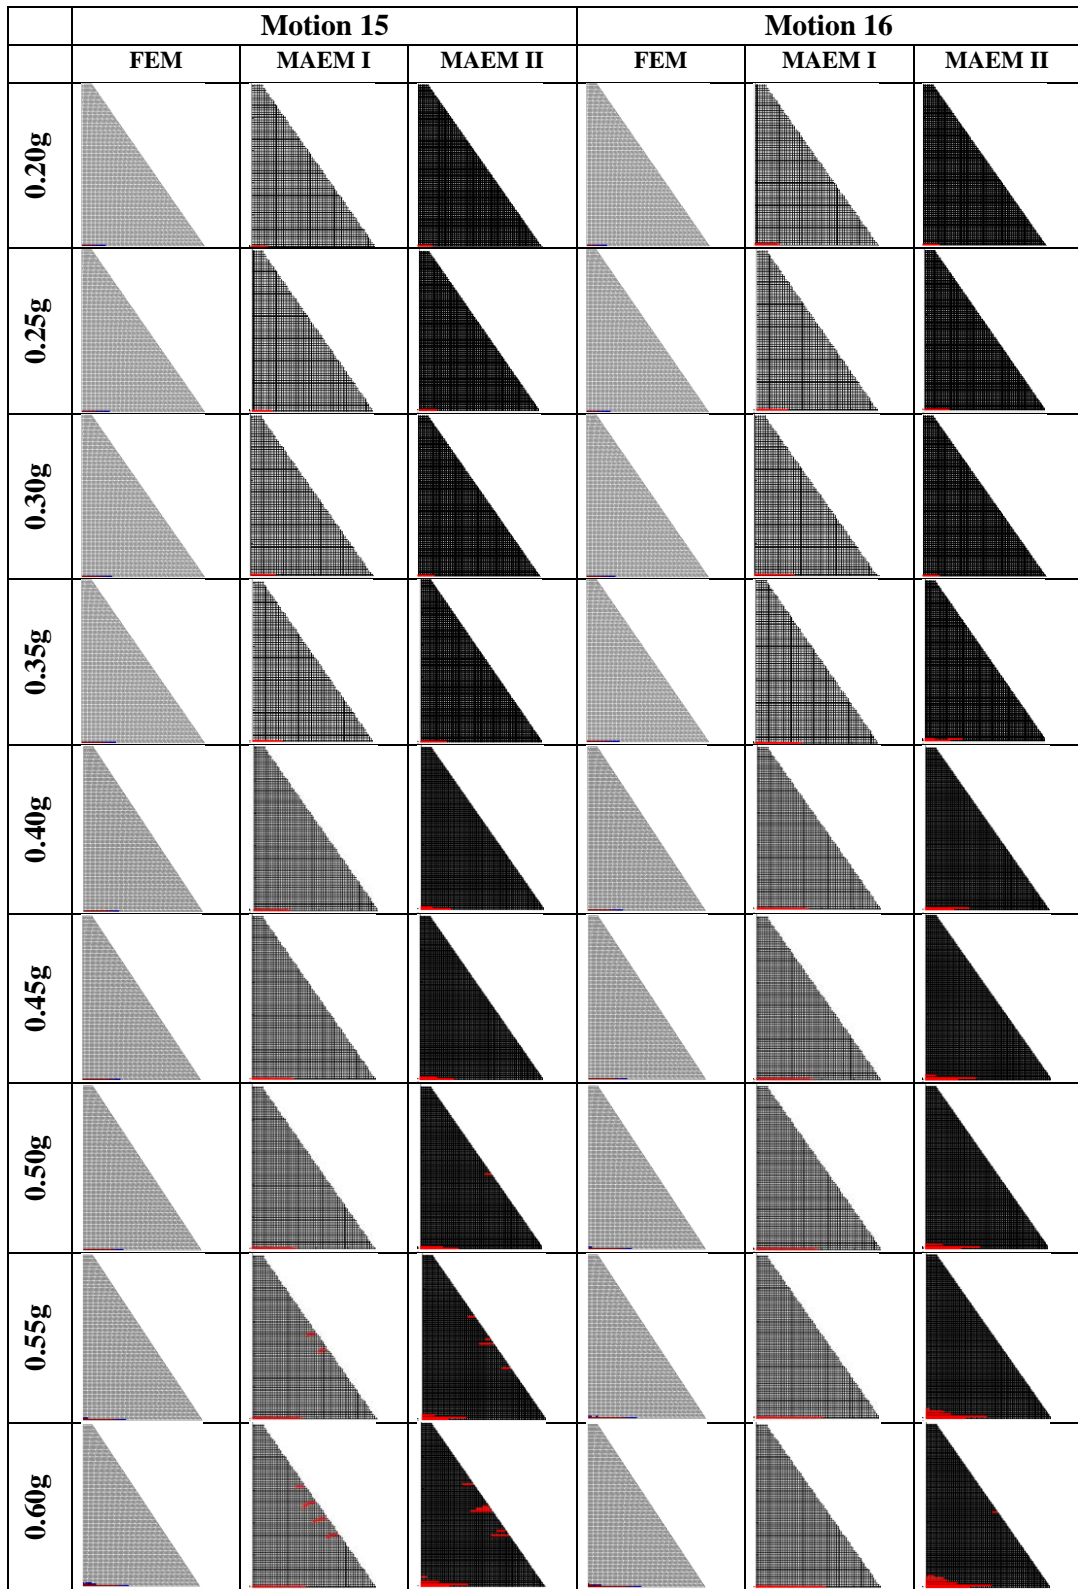 Motion 15 Motion 16
FEM MAEM I MAEM II FEM MAEM I MAEM II
0.20g
0.25g
0.30g
0.35g
0.40g
0.45g
0.50g
0.55g
0.60g